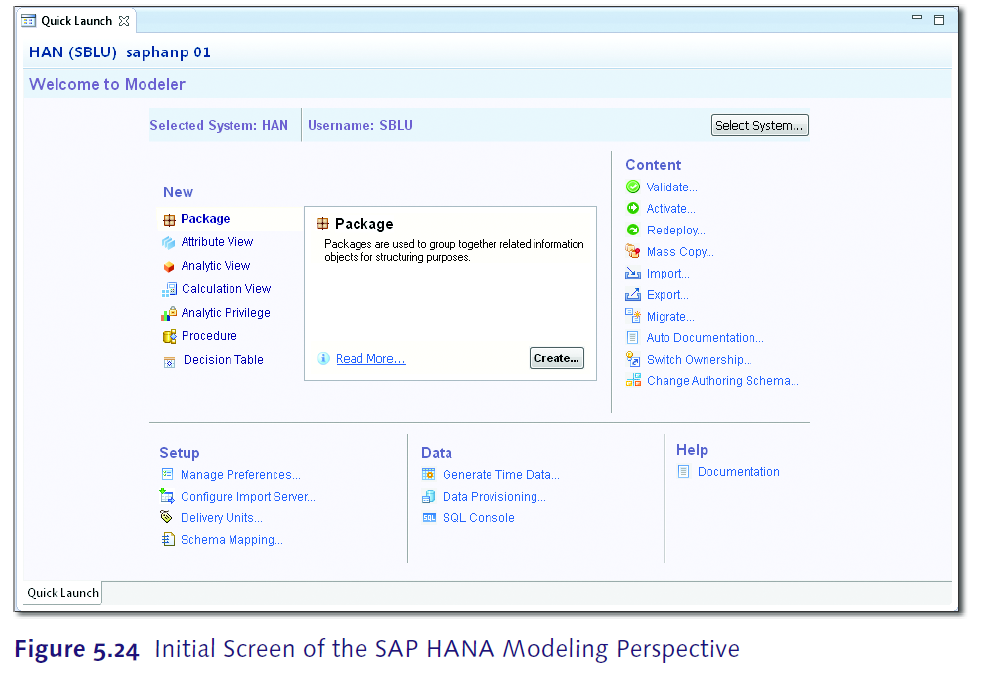 Quick Launch
HAN (SBLU) saphanp 01
Welcome to Modeler
Selected System: HAN
Username: SBLU
Select System...
New
Package
Attribute View
Analytic View
Calculation View
Analytic Privilege
Procedure
Decision Table
Package
Packages are used to group together related information
objects for structuring purposes.
Read More...
Create...
Content
Validate...
Activate...
Redeploy...
Mass Copy...
Import...
Export...
Migrate...
Auto Documentation...
Switch Ownership...
Change Authoring Schema...
Setup
Manage Preferences...
Configure Import Server...
Delivery Units...
Schema Mapping...
Data
Generate Time Data...
Data Provisioning...
SQL Console
Help
Documentation
Quick Launch
Figure 5.24 Initial Screen of the SAP HANA Modeling Perspective